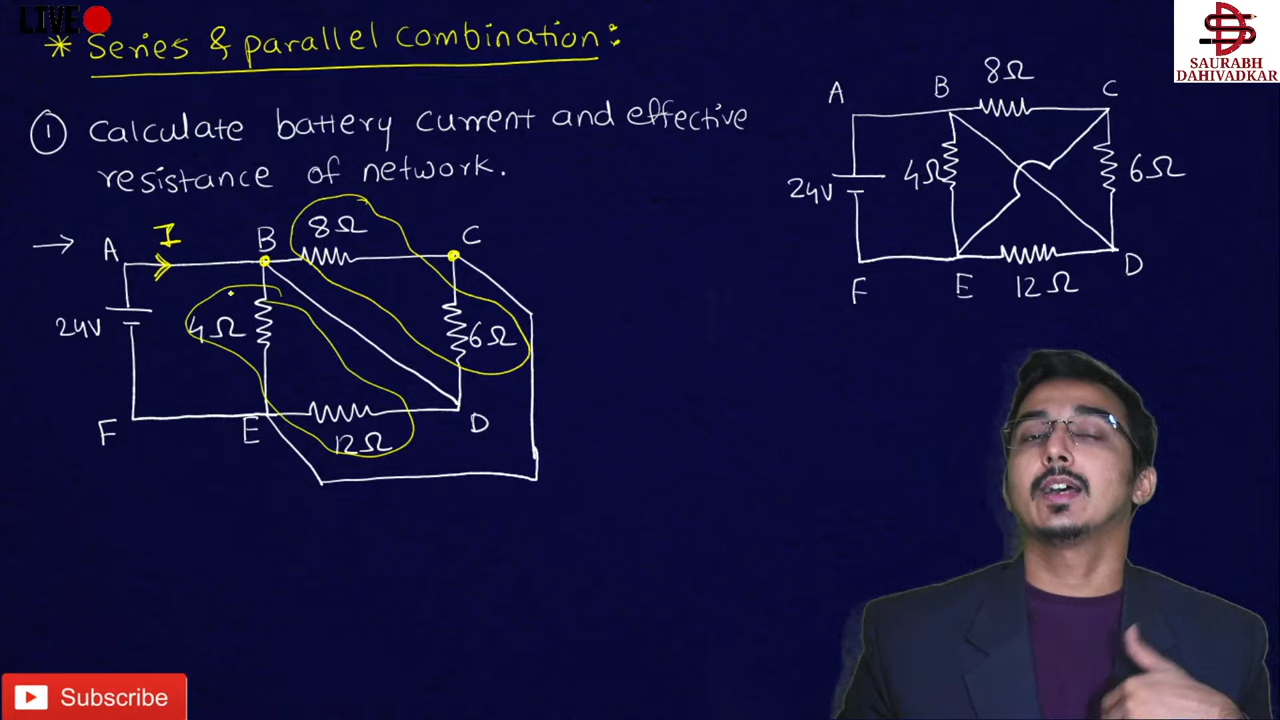 LIVE
* Series & parallel combination:
SAURABH
DAHIVADKAR
① Calculate battery current and effective
resistance of network.
A B 8Ω C
24V 4Ω 6Ω
F E 12Ω D
→ A I B 8Ω C
24V 4Ω 6Ω
F E 12Ω D
Subscribe